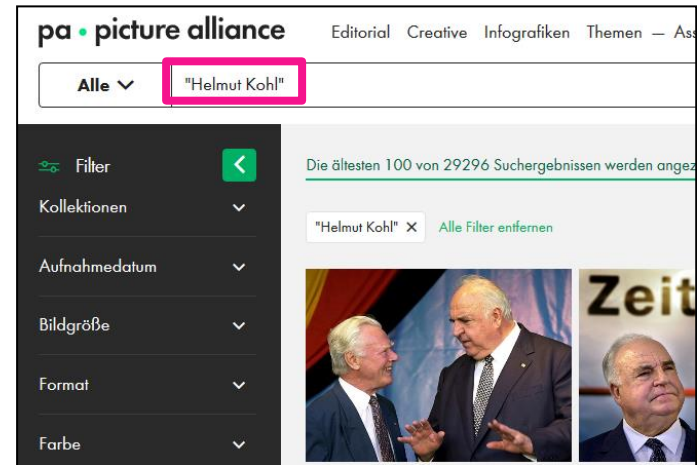 pa • picture alliance
Editorial Creative Infografiken Themen — Ass
Alle "Helmut Kohl"
Filter
Kollektionen
Aufnahmedatum
Bildgröße
Format
Farbe
Die ältesten 100 von 29296 Suchergebnissen werden angez
"Helmut Kohl" × Alle Filter entfernen
Zeit